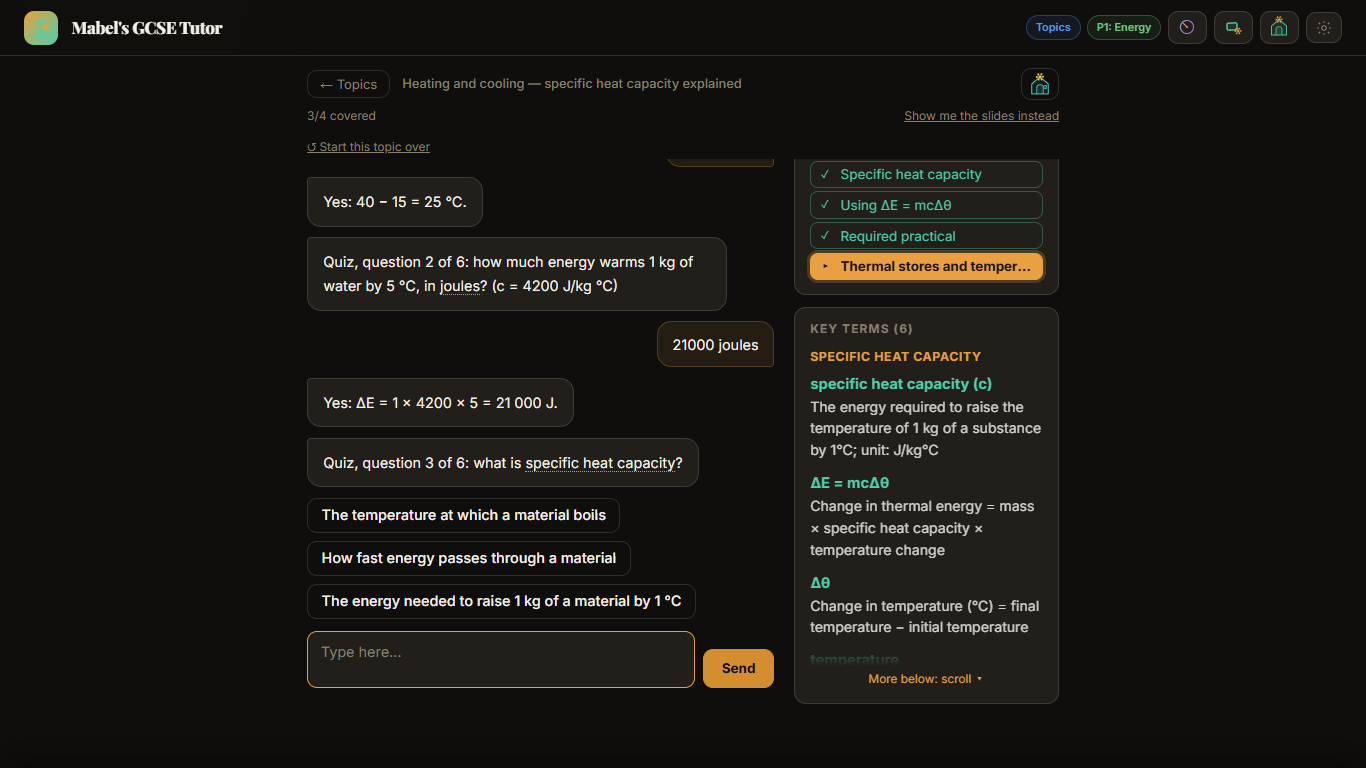 Mabel's GCSE Tutor
Topics
P1: Energy
← Topics
Heating and cooling — specific heat capacity explained
3/4 covered
Show me the slides instead
↺ Start this topic over
Yes: 40 − 15 = 25 °C.
Quiz, question 2 of 6: how much energy warms 1 kg of
water by 5 °C, in joules? (c = 4200 J/kg °C)
21000 joules
Yes: ΔE = 1 × 4200 × 5 = 21 000 J.
Quiz, question 3 of 6: what is specific heat capacity?
The temperature at which a material boils
How fast energy passes through a material
The energy needed to raise 1 kg of a material by 1 °C
Type here...
Send
✓ Specific heat capacity
✓ Using ΔE = mcΔθ
✓ Required practical
▸ Thermal stores and temper...
KEY TERMS (6)
SPECIFIC HEAT CAPACITY
specific heat capacity (c)
The energy required to raise the
temperature of 1 kg of a substance
by 1°C; unit: J/kg°C
ΔE = mcΔθ
Change in thermal energy = mass
× specific heat capacity ×
temperature change
Δθ
Change in temperature (°C) = final
temperature − initial temperature
temperature
More below: scroll ▾